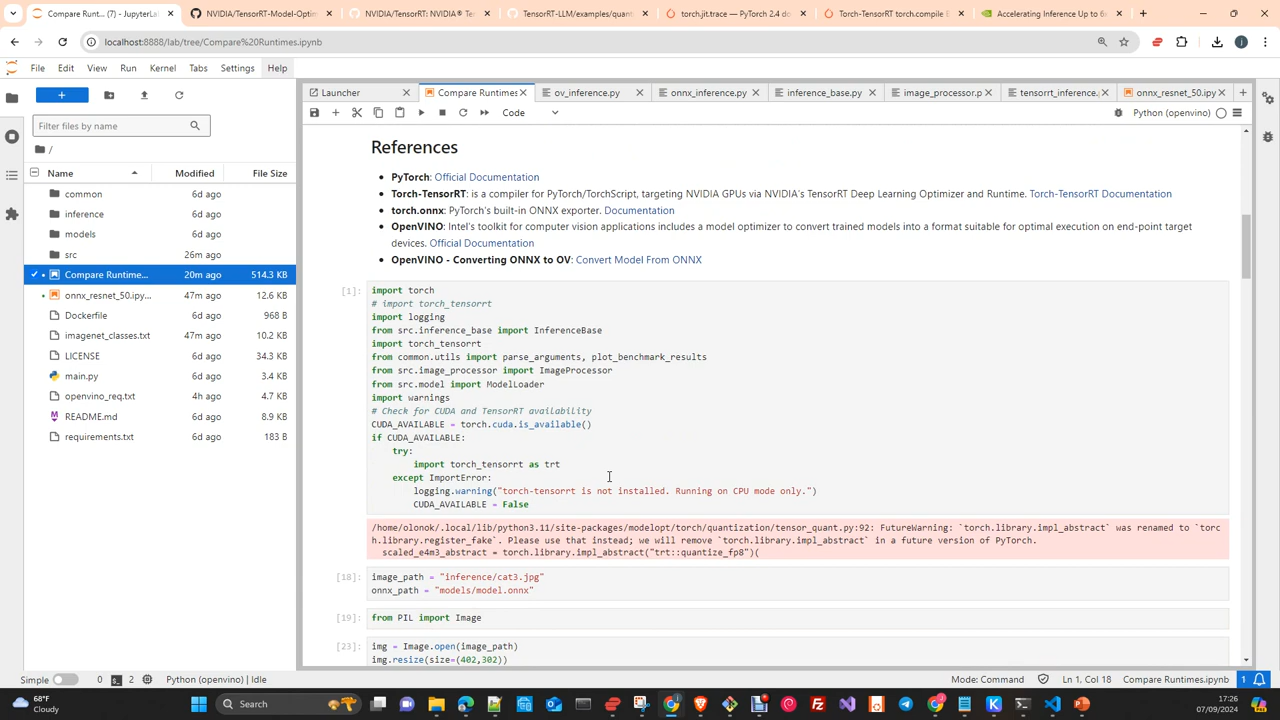 Compare Runt... (7) - JupyterLab
NVIDIA/TensorRT-Model-Optim
NVIDIA/TensorRT: NVIDIA® Te
TensorRT-LLM/examples/quan
torch.jit.trace — PyTorch 2.4 do
Torch-TensorRT torch.compile B
Accelerating Inference Up to 6x
localhost:8888/lab/tree/Compare%20Runtimes.ipynb
File Edit View Run Kernel Tabs Settings Help
Launcher
Compare Runtimes
ov_inference.py
onnx_inference.py
inference_base.py
image_processor.p
tensorrt_inference.
onnx_resnet_50.ipy
Code
Python (openvino)
Filter files by name
/
Name Modified File Size
common 6d ago
inference 6d ago
models 6d ago
src 26m ago
Compare Runtime... 20m ago 514.3 KB
onnx_resnet_50.ipy... 47m ago 12.6 KB
Dockerfile 6d ago 968 B
imagenet_classes.txt 47m ago 10.2 KB
LICENSE 6d ago 34.3 KB
main.py 6d ago 3.4 KB
openvino_req.txt 4h ago 4.7 KB
README.md 6d ago 8.9 KB
requirements.txt 6d ago 183 B
References
PyTorch: Official Documentation
Torch-TensorRT: is a compiler for PyTorch/TorchScript, targeting NVIDIA GPUs via NVIDIA's TensorRT Deep Learning Optimizer and Runtime. Torch-TensorRT Documentation
torch.onnx: PyTorch's built-in ONNX exporter. Documentation
OpenVINO: Intel's toolkit for computer vision applications includes a model optimizer to convert trained models into a format suitable for optimal execution on end-point target
devices. Official Documentation
OpenVINO - Converting ONNX to OV: Convert Model From ONNX
[1]: import torch
# import torch_tensorrt
import logging
from src.inference_base import InferenceBase
import torch_tensorrt
from common.utils import parse_arguments, plot_benchmark_results
from src.image_processor import ImageProcessor
from src.model import ModelLoader
import warnings
# Check for CUDA and TensorRT availability
CUDA_AVAILABLE = torch.cuda.is_available()
if CUDA_AVAILABLE:
try:
import torch_tensorrt as trt
except ImportError:
logging.warning("torch-tensorrt is not installed. Running on CPU mode only.")
CUDA_AVAILABLE = False
/home/olonok/.local/lib/python3.11/site-packages/modelopt/torch/quantization/tensor_quant.py:92: FutureWarning: `torch.library.impl_abstract` was renamed to `torc
h.library.register_fake`. Please use that instead; we will remove `torch.library.impl_abstract` in a future version of PyTorch.
scaled_e4m3_abstract = torch.library.impl_abstract("trt::quantize_fp8")(
[18]: image_path = "inference/cat3.jpg"
onnx_path = "models/model.onnx"
[19]: from PIL import Image
[23]: img = Image.open(image_path)
img.resize(size=(402,302))
Simple 0 2 Python (openvino) | Idle
Mode: Command Ln 1, Col 18 Compare Runtimes.ipynb 1
68°F
Cloudy
Search
17:26
07/09/2024